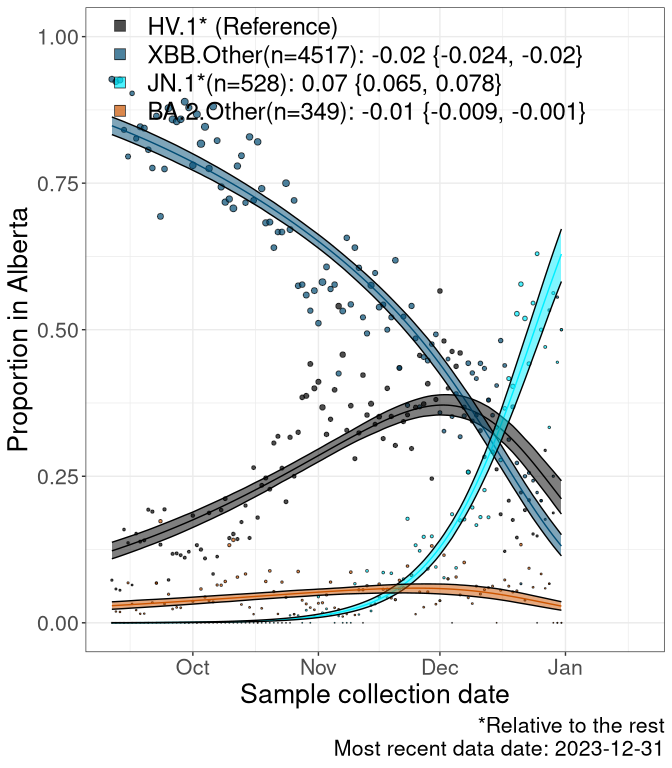 HV.1* (Reference)
XBB.Other(n=4517): -0.02 {-0.024, -0.02}
JN.1*(n=528): 0.07 {0.065, 0.078}
BA.2.Other(n=349): -0.01 {-0.009, -0.001}
1.00
0.75
0.50
0.25
0.00
Proportion in Alberta
Oct Nov Dec Jan
Sample collection date
*Relative to the rest
Most recent data date: 2023-12-31